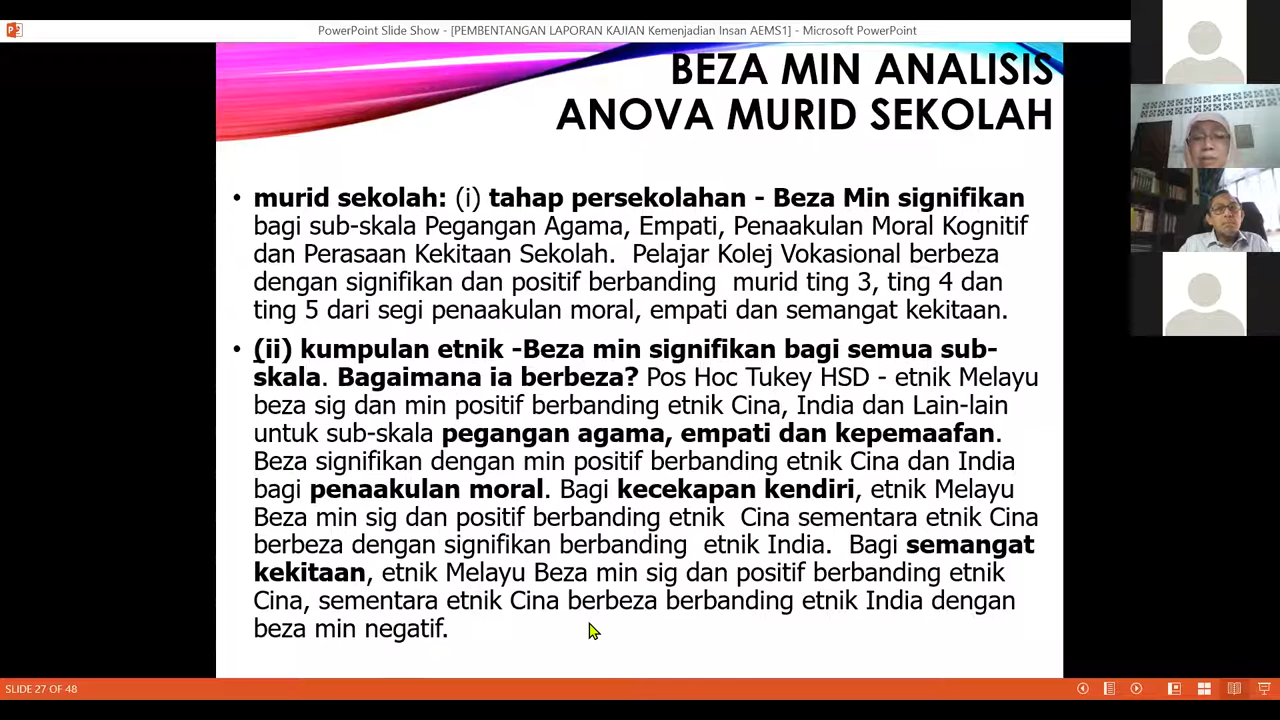 PowerPoint Slide Show - [PEMBENTANGAN LAPORAN KAJIAN Kemenjadian Insan AEMS1] - Microsoft PowerPoint
BEZA MIN ANALISIS
ANOVA MURID SEKOLAH
• murid sekolah: (i) tahap persekolahan - Beza Min signifikan
bagi sub-skala Pegangan Agama, Empati, Penaakulan Moral Kognitif
dan Perasaan Kekitaan Sekolah. Pelajar Kolej Vokasional berbeza
dengan signifikan dan positif berbanding murid ting 3, ting 4 dan
ting 5 dari segi penaakulan moral, empati dan semangat kekitaan.
• (ii) kumpulan etnik -Beza min signifikan bagi semua sub-
skala. Bagaimana ia berbeza? Pos Hoc Tukey HSD - etnik Melayu
beza sig dan min positif berbanding etnik Cina, India dan Lain-lain
untuk sub-skala pegangan agama, empati dan kepemaafan.
Beza signifikan dengan min positif berbanding etnik Cina dan India
bagi penaakulan moral. Bagi kecekapan kendiri, etnik Melayu
Beza min sig dan positif berbanding etnik Cina sementara etnik Cina
berbeza dengan signifikan berbanding etnik India. Bagi semangat
kekitaan, etnik Melayu Beza min sig dan positif berbanding etnik
Cina, sementara etnik Cina berbeza berbanding etnik India dengan
beza min negatif.
SLIDE 27 OF 48